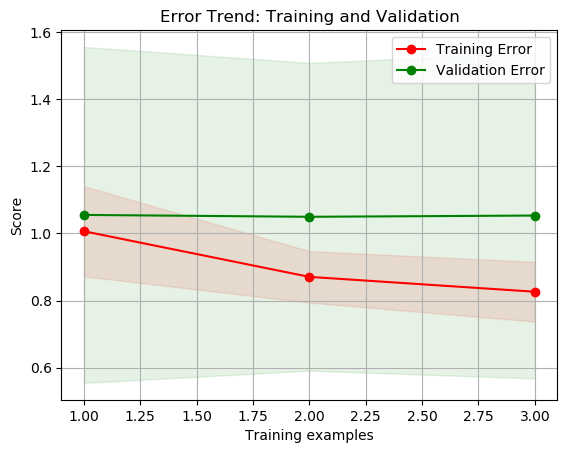 Error Trend: Training and Validation
Training Error
Validation Error
Score
1.6
1.4
1.2
1.0
0.8
0.6
1.00 1.25 1.50 1.75 2.00 2.25 2.50 2.75 3.00
Training examples